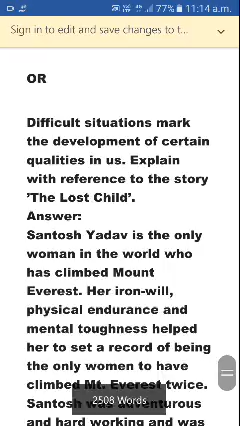 77% 11:14 a.m.
Sign in to edit and save changes to t...
OR
Difficult situations mark
the development of certain
qualities in us. Explain
with reference to the story
'The Lost Child'.
Answer:
Santosh Yadav is the only
woman in the world who
has climbed Mount
Everest. Her iron-will,
physical endurance and
mental toughness helped
her to set a record of being
the only women to have
climbed Mt. Everest twice.
2508 Words
Santosh was adventurous
and hard working and was